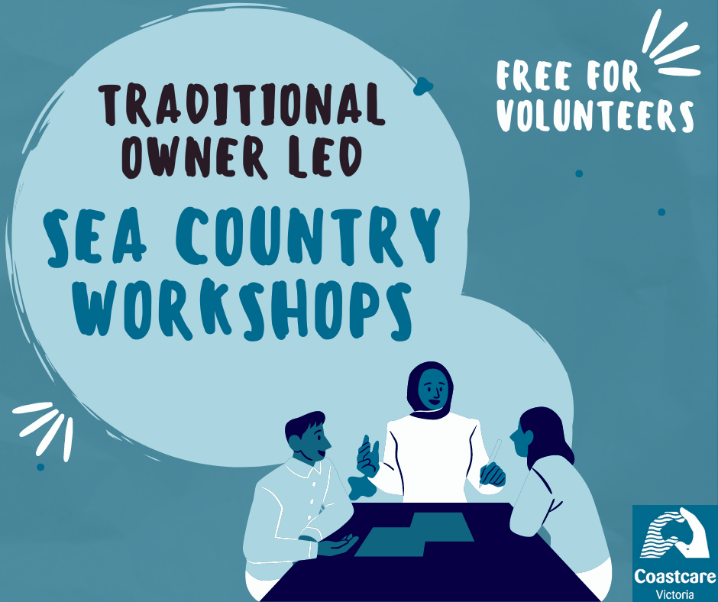 TRADITIONAL
OWNER LED
SEA COUNTRY
WORKSHOPS
FREE FOR
VOLUNTEERS
Coastcare
Victoria